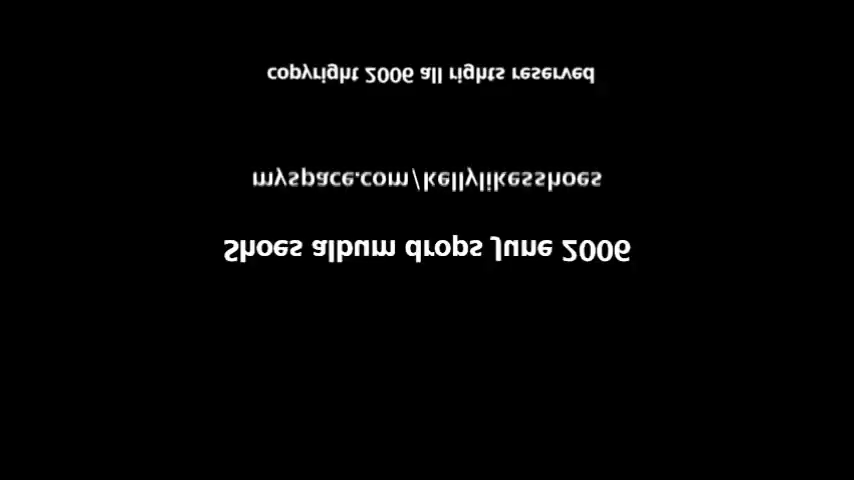 Shoes album drops June 2006
myspace.com/kellylikesshoes
copyright 2006 all rights reserved